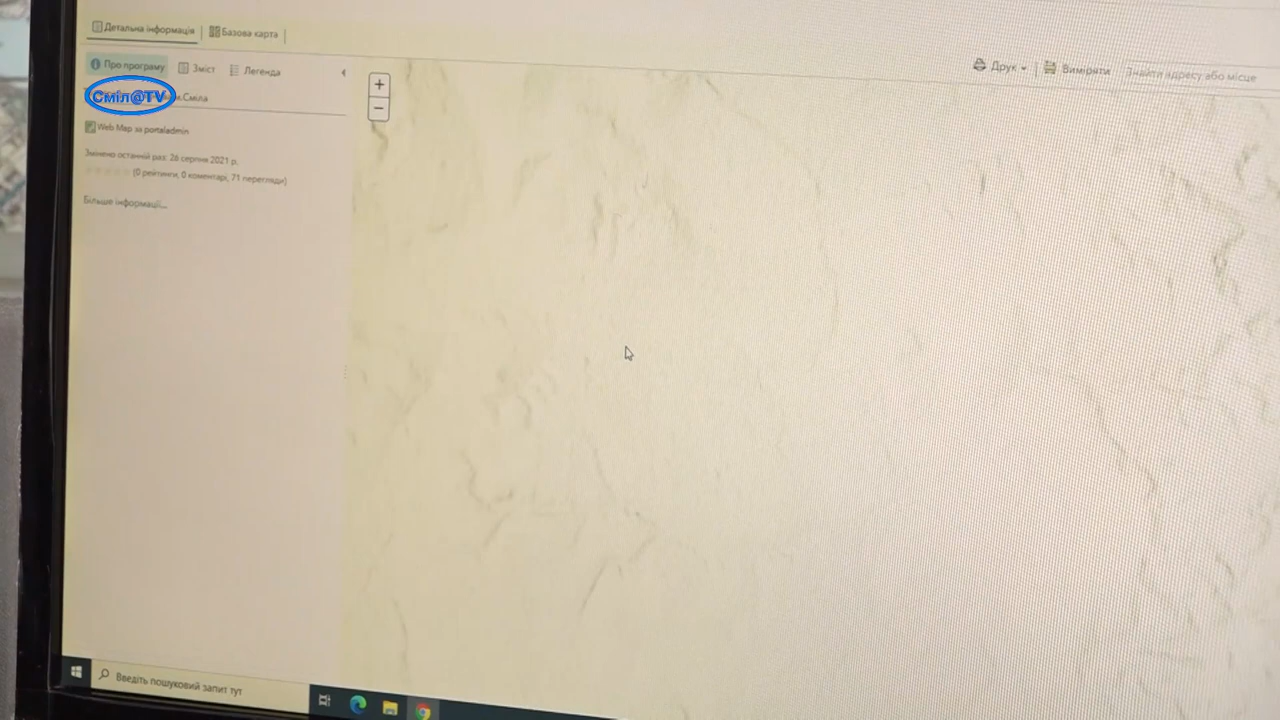 Детальна інформація | Базова карта |
Про програму Зміст Легенда
Друк | Виміряти Знайти адресу або місце
+
−
Сміл@TV
м.Сміла
Web Map за portaladmin
Змінено останній раз: 26 серпня 2021 р.
(0 рейтинги, 0 коментарі, 71 перегляди)
Більше інформації...
Введіть пошуковий запит тут